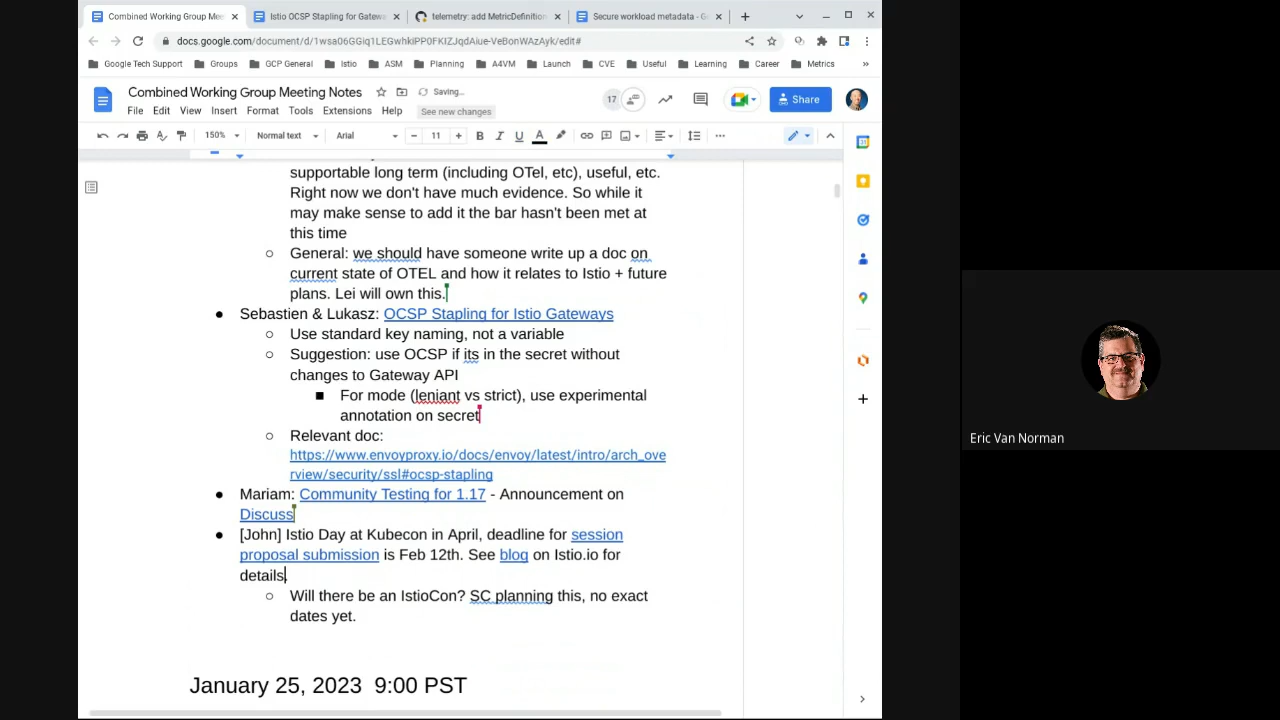 Combined Working Group Mee
Istio OCSP Stapling for Gatewa
telemetry: add MetricDefinition
Secure workload metadata - G
docs.google.com/document/d/1wsa06GGiq1LEGwhkiPP0FKIZJqdAiue-VeBonWAzAyk/edit#
Google Tech Support
Groups
GCP General
Istio
ASM
Planning
A4VM
Launch
CVE
Useful
Learning
Career
Metrics
»
Combined Working Group Meeting Notes
Saving...
17
Share
File Edit View Insert Format Tools Extensions Help
See new changes
150%
Normal text
Arial
11
B I U A
supportable long term (including OTel, etc), useful, etc.
Right now we don't have much evidence. So while it
may make sense to add it the bar hasn't been met at
this time
○ General: we should have someone write up a doc on
current state of OTEL and how it relates to Istio + future
plans. Lei will own this.
● Sebastien & Lukasz: OCSP Stapling for Istio Gateways
○ Use standard key naming, not a variable
○ Suggestion: use OCSP if its in the secret without
changes to Gateway API
■ For mode (leniant vs strict), use experimental
annotation on secret
○ Relevant doc:
https://www.envoyproxy.io/docs/envoy/latest/intro/arch_ove
rview/security/ssl#ocsp-stapling
● Mariam: Community Testing for 1.17 - Announcement on
Discuss
● [John] Istio Day at Kubecon in April, deadline for session
proposal submission is Feb 12th. See blog on Istio.io for
details.
○ Will there be an IstioCon? SC planning this, no exact
dates yet.
January 25, 2023 9:00 PST
Eric Van Norman